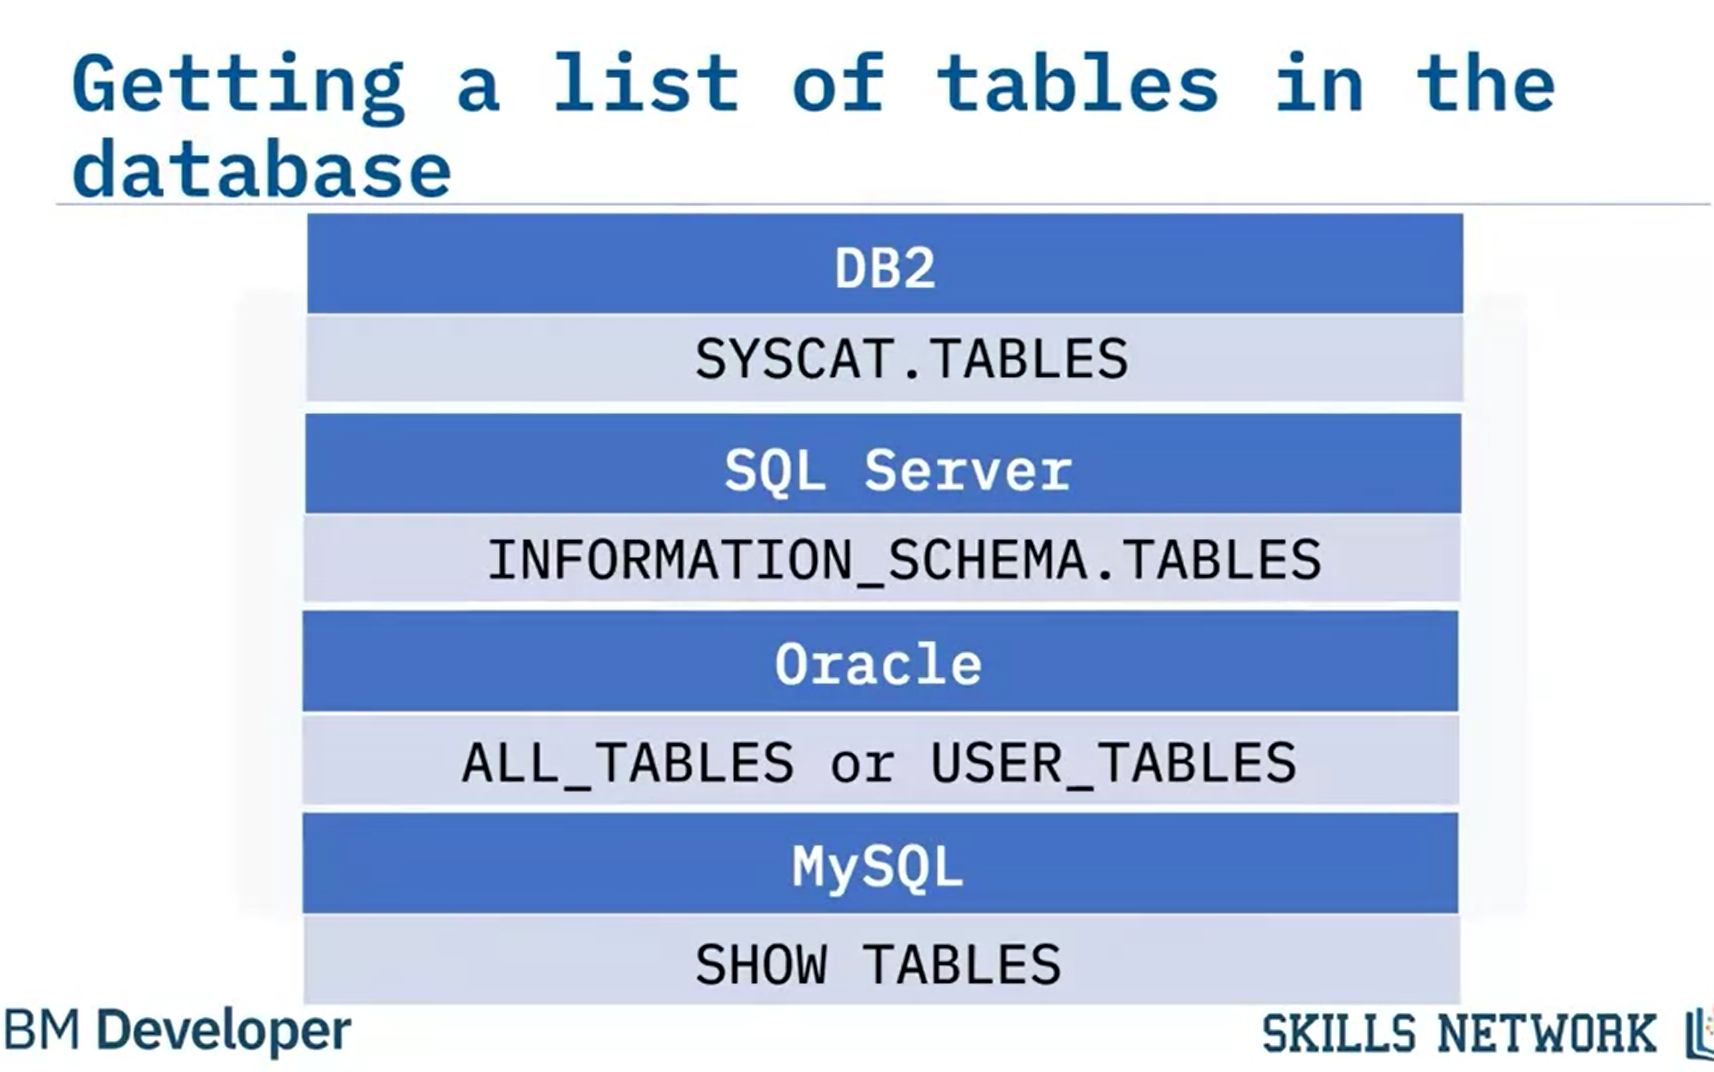 Getting a list of tables in the
database
DB2
SYSCAT.TABLES
SQL Server
INFORMATION_SCHEMA.TABLES
Oracle
ALL_TABLES or USER_TABLES
MySQL
SHOW TABLES
BM Developer
SKILLS NETWORK